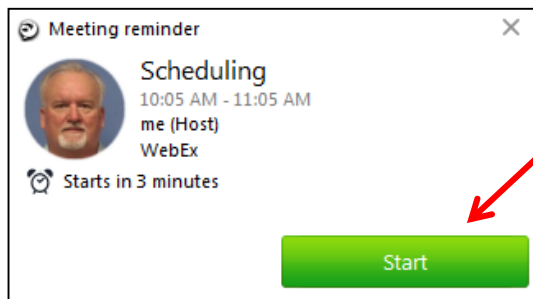 Meeting reminder
Scheduling
10:05 AM - 11:05 AM
me (Host)
WebEx
Starts in 3 minutes
Start